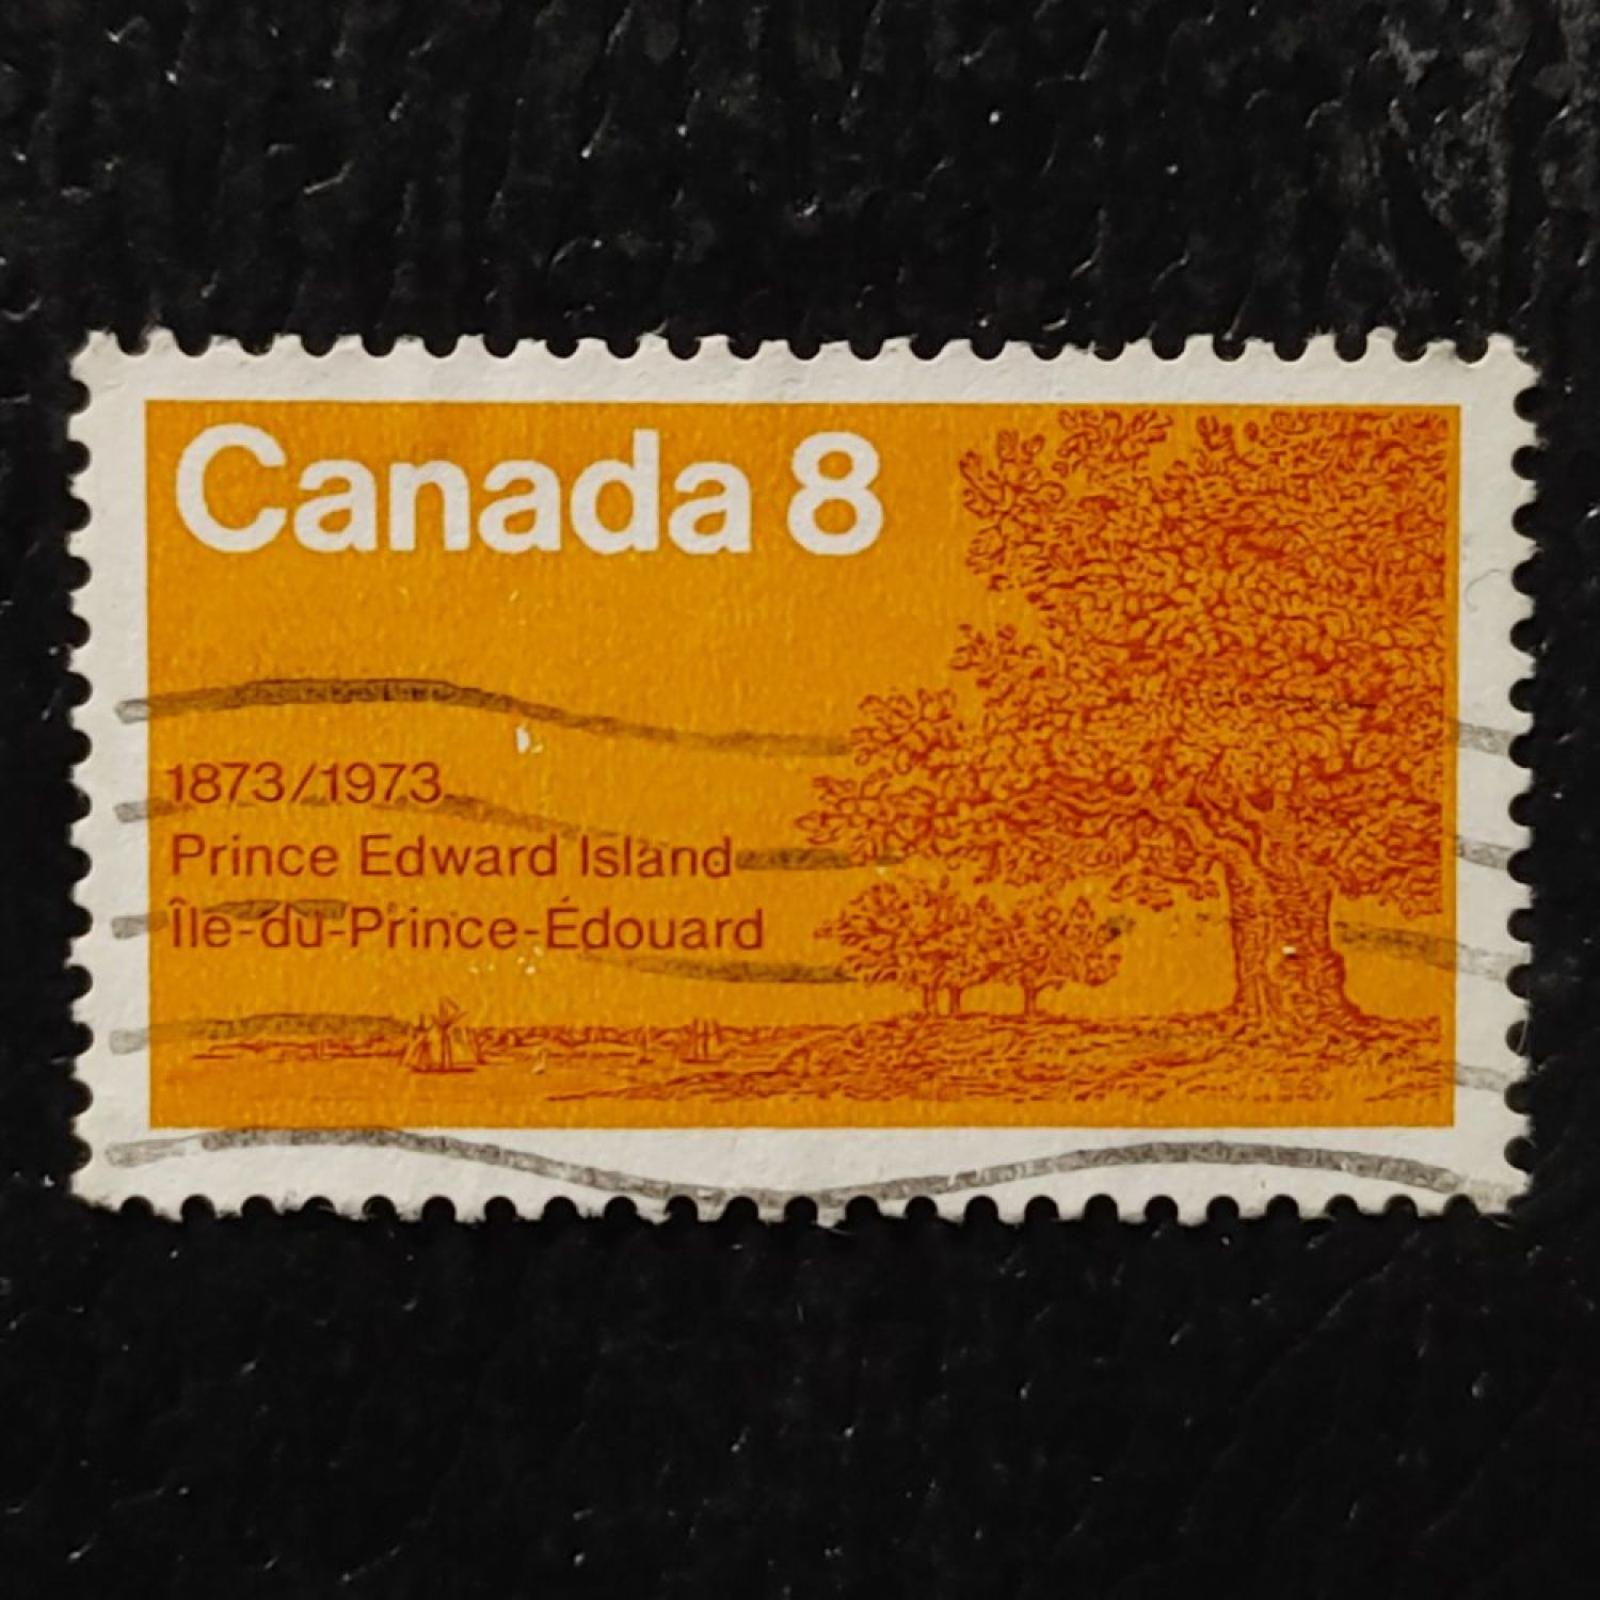 Canada 8
1873/1973
Prince Edward Island
Île-du-Prince-Édouard